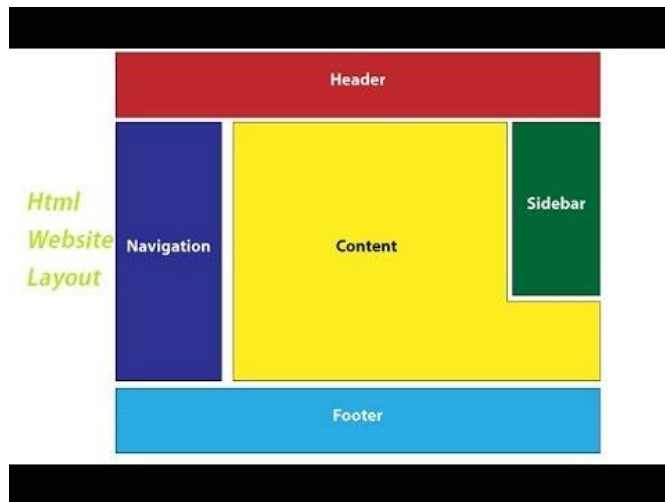 Header
Html
Website
Layout
Navigation
Content
Sidebar
Footer